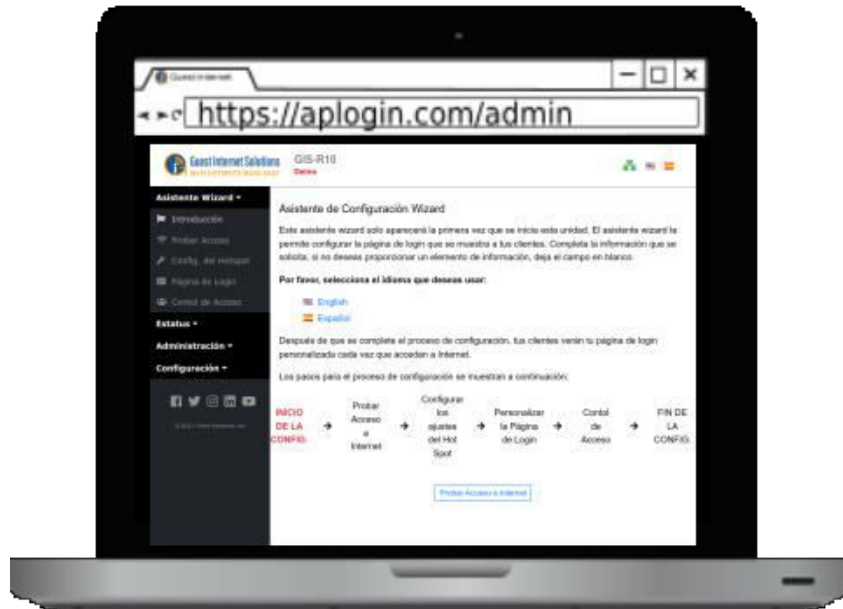 Guest Internet
https://aplogin.com/admin
Guest Internet Solutions
GIS-R10
Demo
Asistente Wizard
Introducción
Probar Acceso
Config. del Hotspot
Página de Login
Contol de Acceso
Estatus
Administración
Configuración
Asistente de Configuración Wizard
Este asistente wizard solo aparecerá la primera vez que se inicie esta unidad. El asistente wizard te
permite configurar la página de login que se muestra a tus clientes. Completa la información que se
solicita, si no deseas proporcionar un elemento de información, deja el campo en blanco.
Por favor, selecciona el idioma que deseas usar:
English
Español
Después de que se complete el proceso de configuración, tus clientes verán tu página de login
personalizada cada vez que accedan a Internet.
Los pasos para el proceso de configuración se muestran a continuación:
INICIO
DE LA
CONFIG.
Probar
Acceso
a
Internet
Configurar
los
ajustes
del Hot
Spot
Personalizar
la Página
de Login
Contol
de
Acceso
FIN DE
LA
CONFIG.
Probar Acceso a Internet